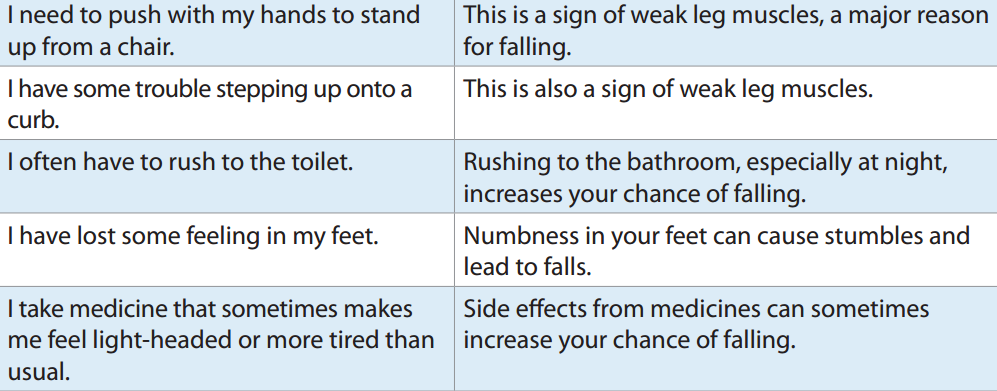 I need to push with my hands to stand
up from a chair.
This is a sign of weak leg muscles, a major reason
for falling.
I have some trouble stepping up onto a
curb.
This is also a sign of weak leg muscles.
I often have to rush to the toilet.
Rushing to the bathroom, especially at night,
increases your chance of falling.
I have lost some feeling in my feet.
Numbness in your feet can cause stumbles and
lead to falls.
I take medicine that sometimes makes
me feel light-headed or more tired than
usual.
Side effects from medicines can sometimes
increase your chance of falling.